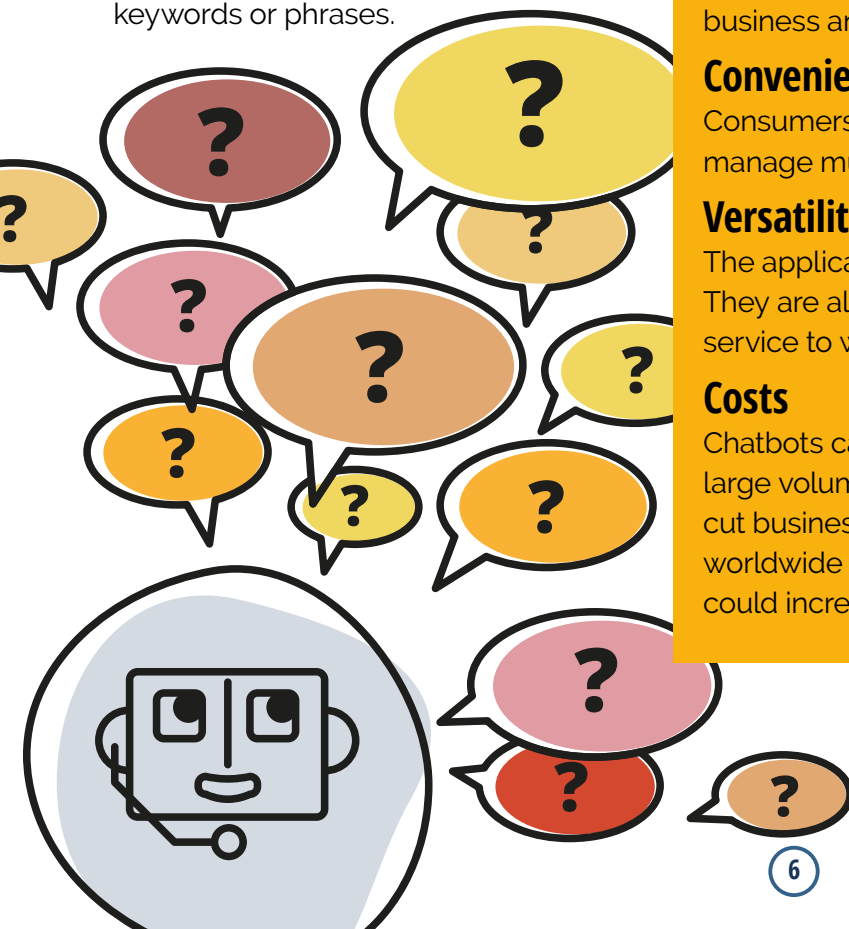 keywords or phrases.
?
?
?
?
?
?
?
?
?
?
?
?
?
business
Convenie
Consumers
manage mu
Versatilit
The applica
They are al
service to
Costs
Chatbots ca
large volun
cut busines
worldwide
could incre
6